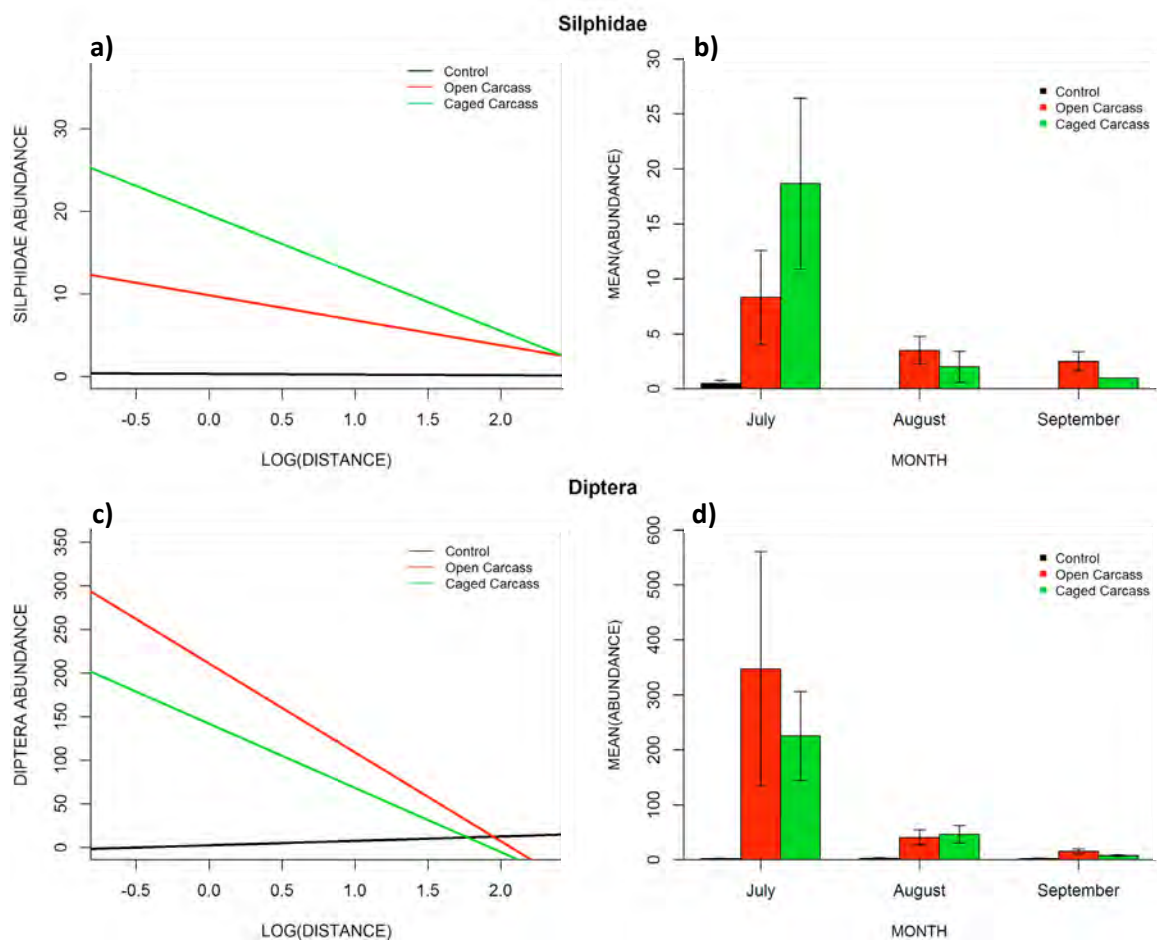 Silphidae
a)
Control
Open Carcass
Caged Carcass
SILPHIDAE ABUNDANCE
30
20
10
0
-0.5 0.0 0.5 1.0 1.5 2.0
LOG(DISTANCE)
b)
Control
Open Carcass
Caged Carcass
MEAN(ABUNDANCE)
30
25
20
15
10
5
0
July August September
MONTH
Diptera
c)
Control
Open Carcass
Caged Carcass
DIPTERA ABUNDANCE
350
300
250
200
150
100
50
0
-0.5 0.0 0.5 1.0 1.5 2.0
LOG(DISTANCE)
d)
Control
Open Carcass
Caged Carcass
MEAN(ABUNDANCE)
600
500
400
300
200
100
0
July August September
MONTH